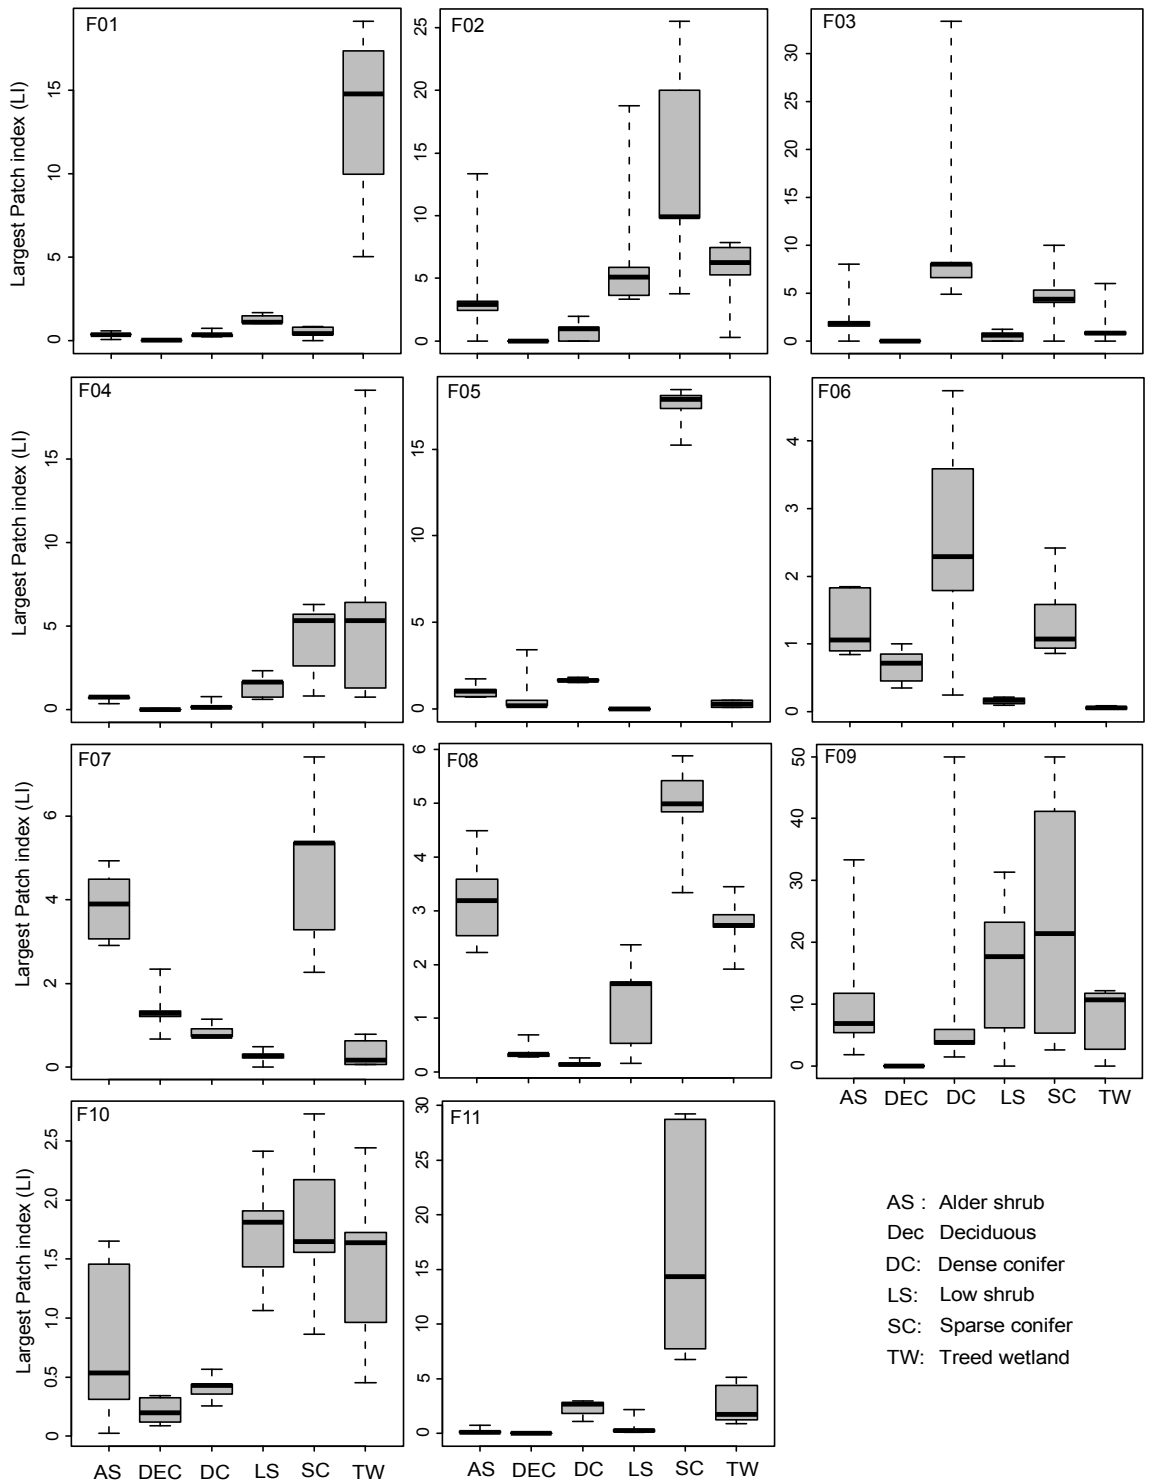 F01
F02
F03
Largest Patch index (LI)
0 5 10 15
0 5 10 15 20 25
0 5 10 15 20 25 30
F04
F05
F06
Largest Patch index (LI)
0 5 10 15
0 5 10 15
0 1 2 3 4
F07
F08
F09
Largest Patch index (LI)
0 2 4 6
0 1 2 3 4 5 6
0 10 20 30 40 50
AS DEC DC LS SC TW
F10
F11
Largest Patch index (LI)
0 0.5 1.0 1.5 2.0 2.5
0 5 10 15 20 25 30
AS DEC DC LS SC TW
AS DEC DC LS SC TW
AS : Alder shrub
Dec Deciduous
DC: Dense conifer
LS: Low shrub
SC: Sparse conifer
TW: Treed wetland